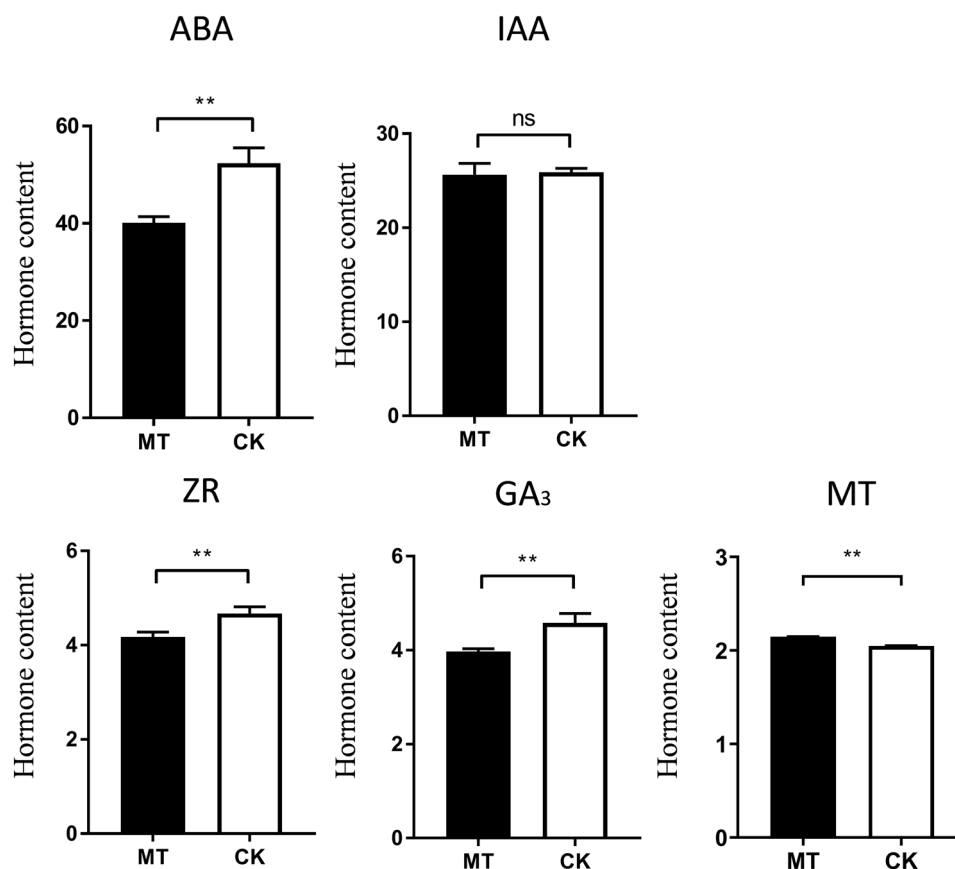 ABA
**
60
40
20
0
Hormone content
MT CK
IAA
ns
30
20
10
0
Hormone content
MT CK
ZR
**
6
4
2
0
Hormone content
MT CK
GA₃
**
6
4
2
0
Hormone content
MT CK
MT
**
3
2
1
0
Hormone content
MT CK